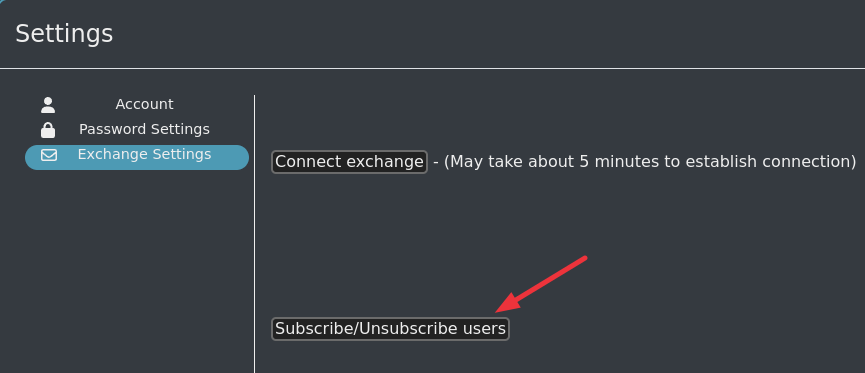 Settings
Account
Password Settings
Exchange Settings
Connect exchange - (May take about 5 minutes to establish connection)
Subscribe/Unsubscribe users